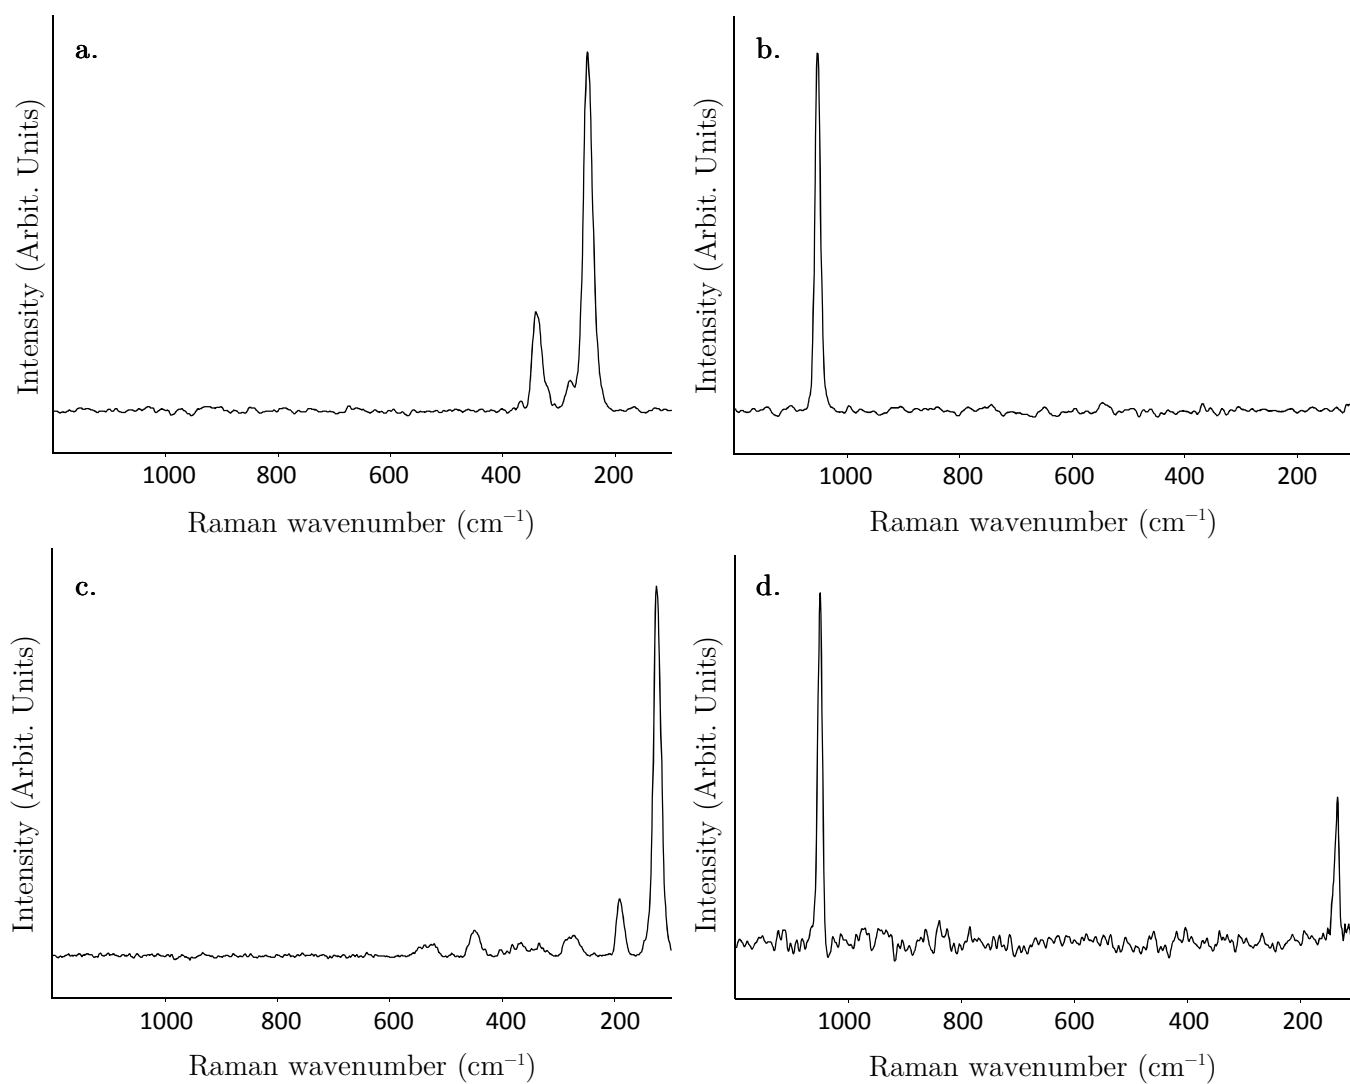 a.
Intensity (Arbit. Units)
1000 800 600 400 200
Raman wavenumber (cm⁻¹)
b.
Intensity (Arbit. Units)
1000 800 600 400 200
Raman wavenumber (cm⁻¹)
c.
Intensity (Arbit. Units)
1000 800 600 400 200
Raman wavenumber (cm⁻¹)
d.
Intensity (Arbit. Units)
1000 800 600 400 200
Raman wavenumber (cm⁻¹)